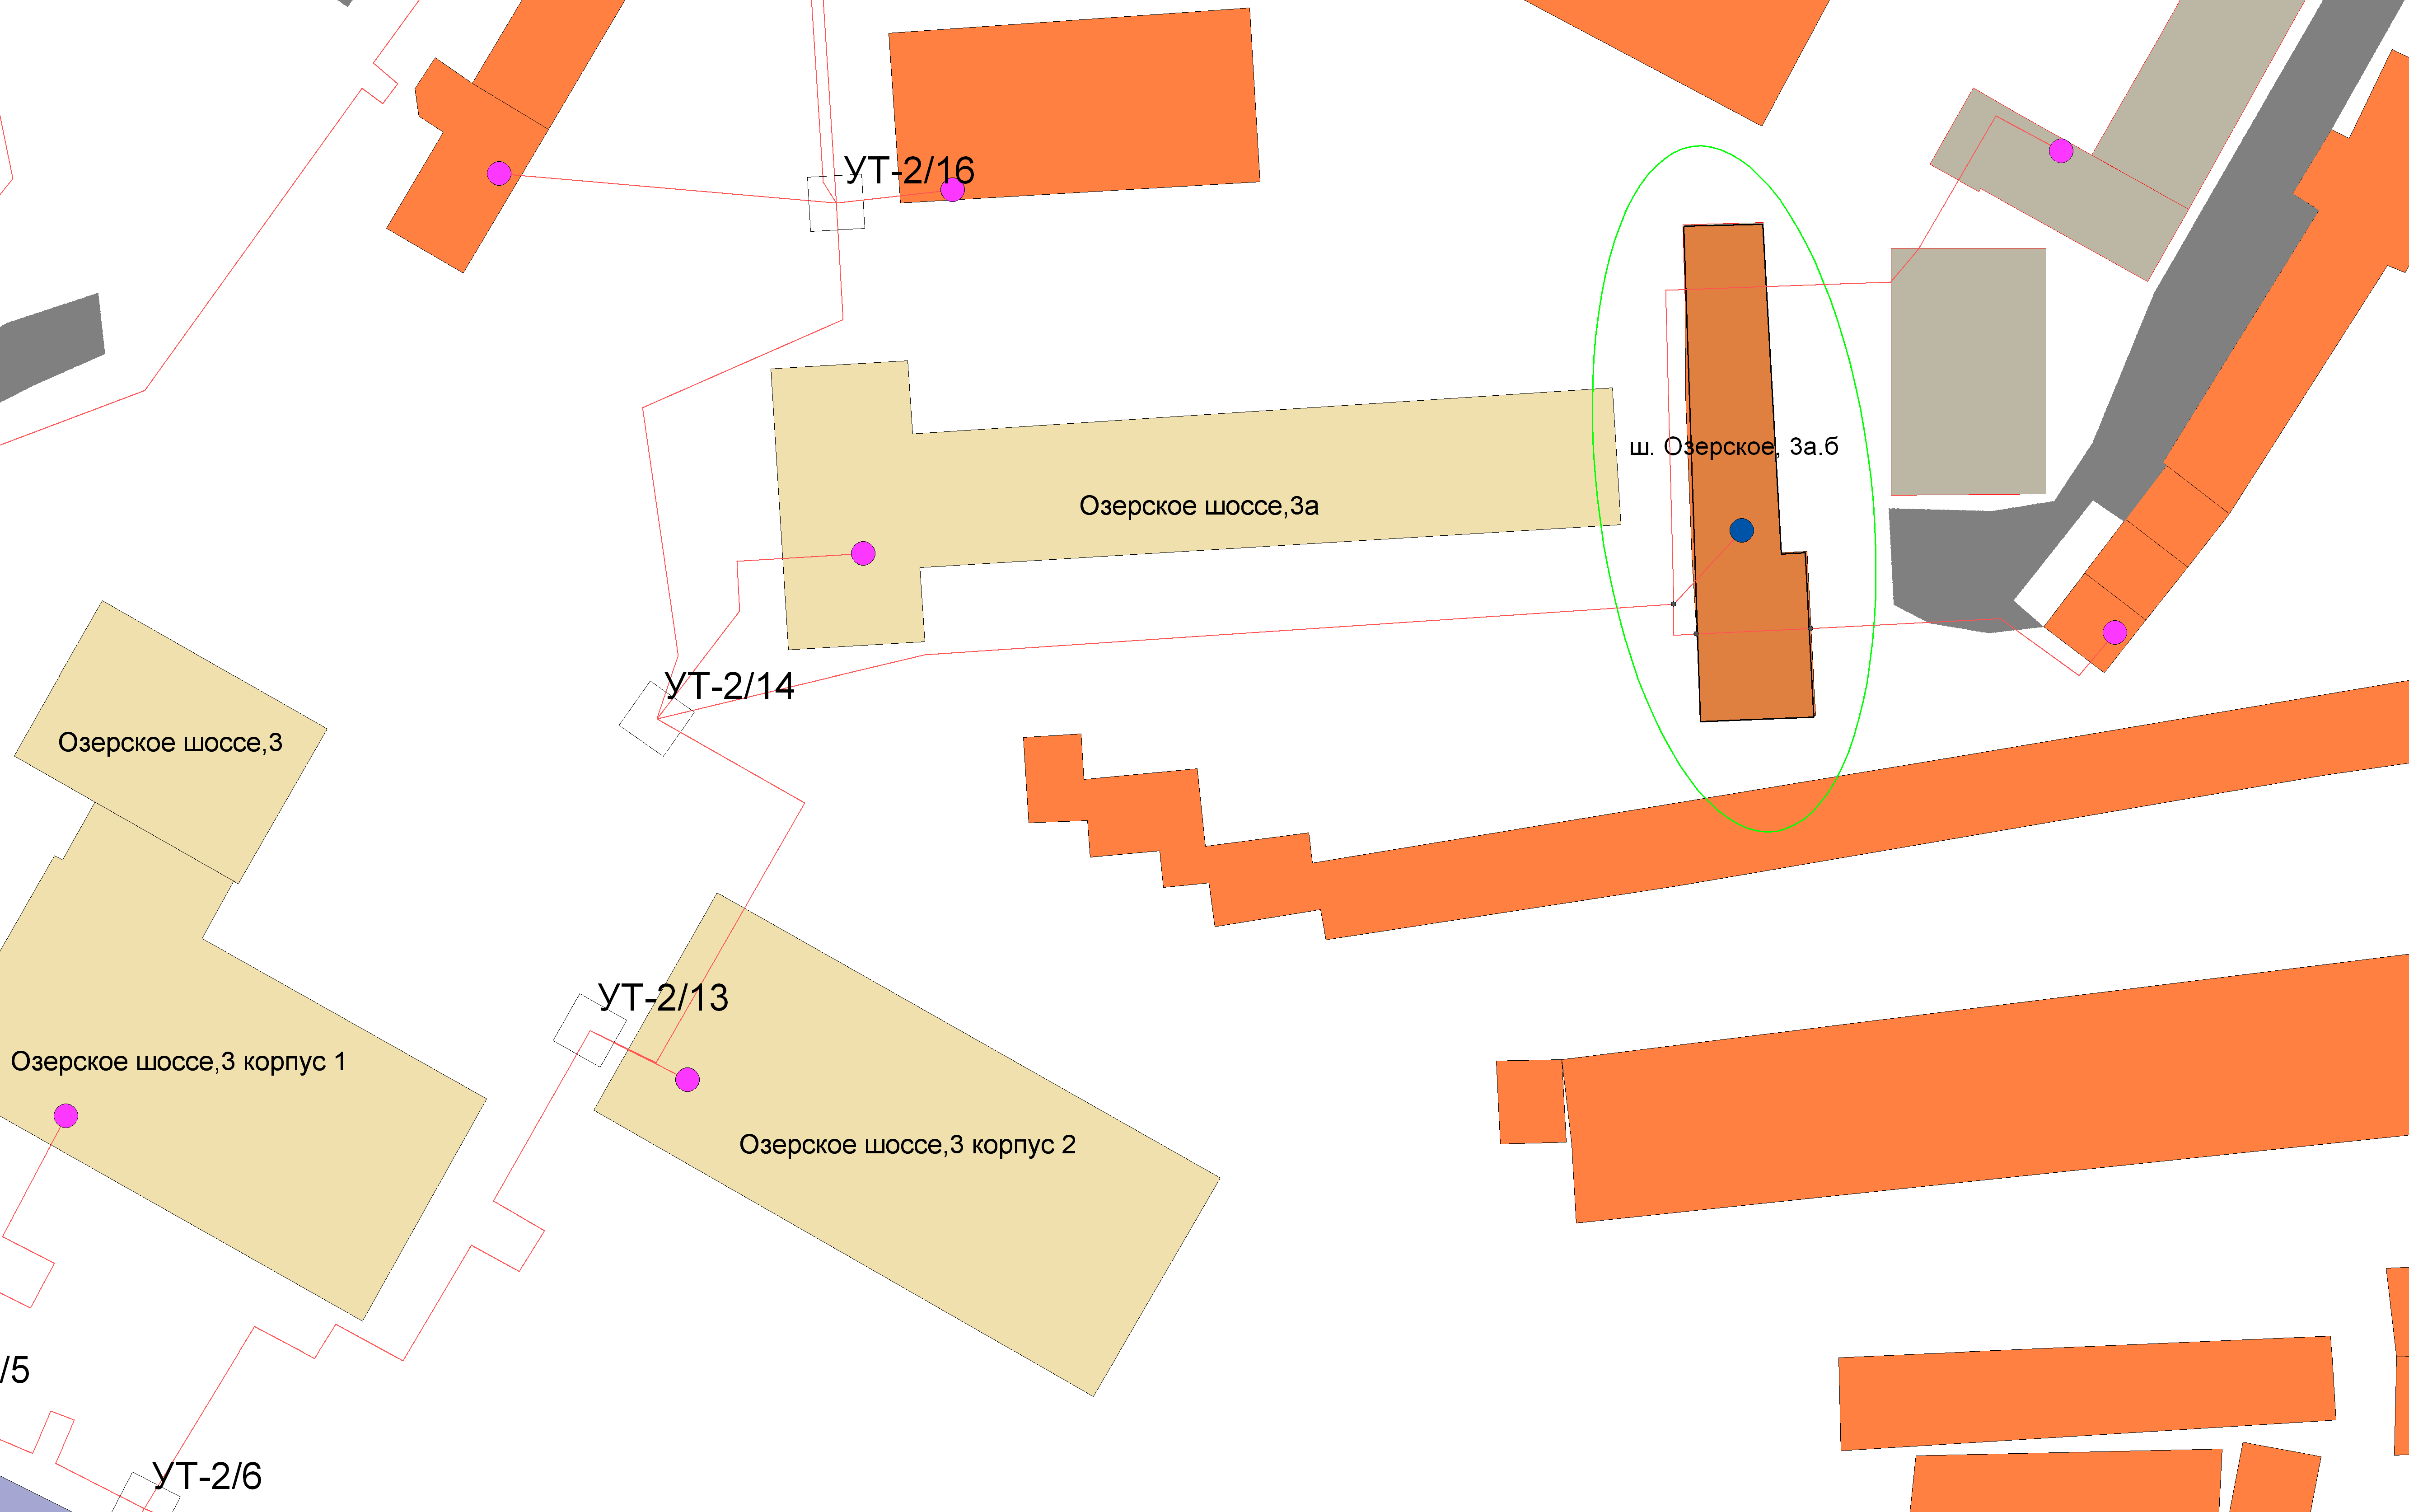 УТ-2/16
ш. Озерское, 3а.б
Озерское шоссе,3а
УТ-2/14
Озерское шоссе,3
УТ-2/13
Озерское шоссе,3 корпус 1
Озерское шоссе,3 корпус 2
/5
УТ-2/6